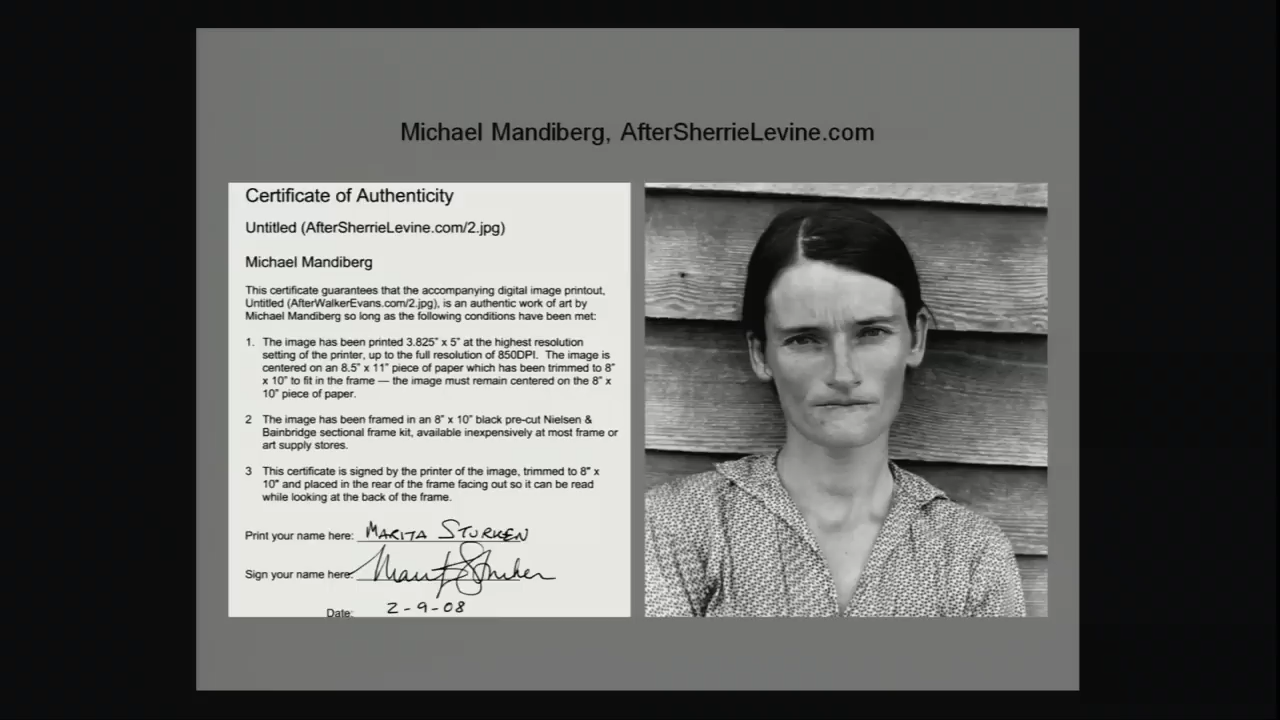 Michael Mandiberg, AfterSherrieLevine.com
Certificate of Authenticity
Untitled (AfterSherrieLevine.com/2.jpg)
Michael Mandiberg
This certificate guarantees that the accompanying digital image printout,
Untitled (AfterWalkerEvans.com/2.jpg), is an authentic work of art by
Michael Mandiberg so long as the following conditions have been met:
1. The image has been printed 3.825" x 5" at the highest resolution
setting of the printer, up to the full resolution of 850DPI. The image is
centered on an 8.5" x 11" piece of paper which has been trimmed to 8"
x 10" to fit in the frame — the image must remain centered on the 8" x
10" piece of paper.
2 The image has been framed in an 8" x 10" black pre-cut Nielsen &
Bainbridge sectional frame kit, available inexpensively at most frame or
art supply stores.
3 This certificate is signed by the printer of the image, trimmed to 8" x
10" and placed in the rear of the frame facing out so it can be read
while looking at the back of the frame.
Print your name here: MARITA STURKEN
Sign your name here: Marita Sturken
Date: 2-9-08